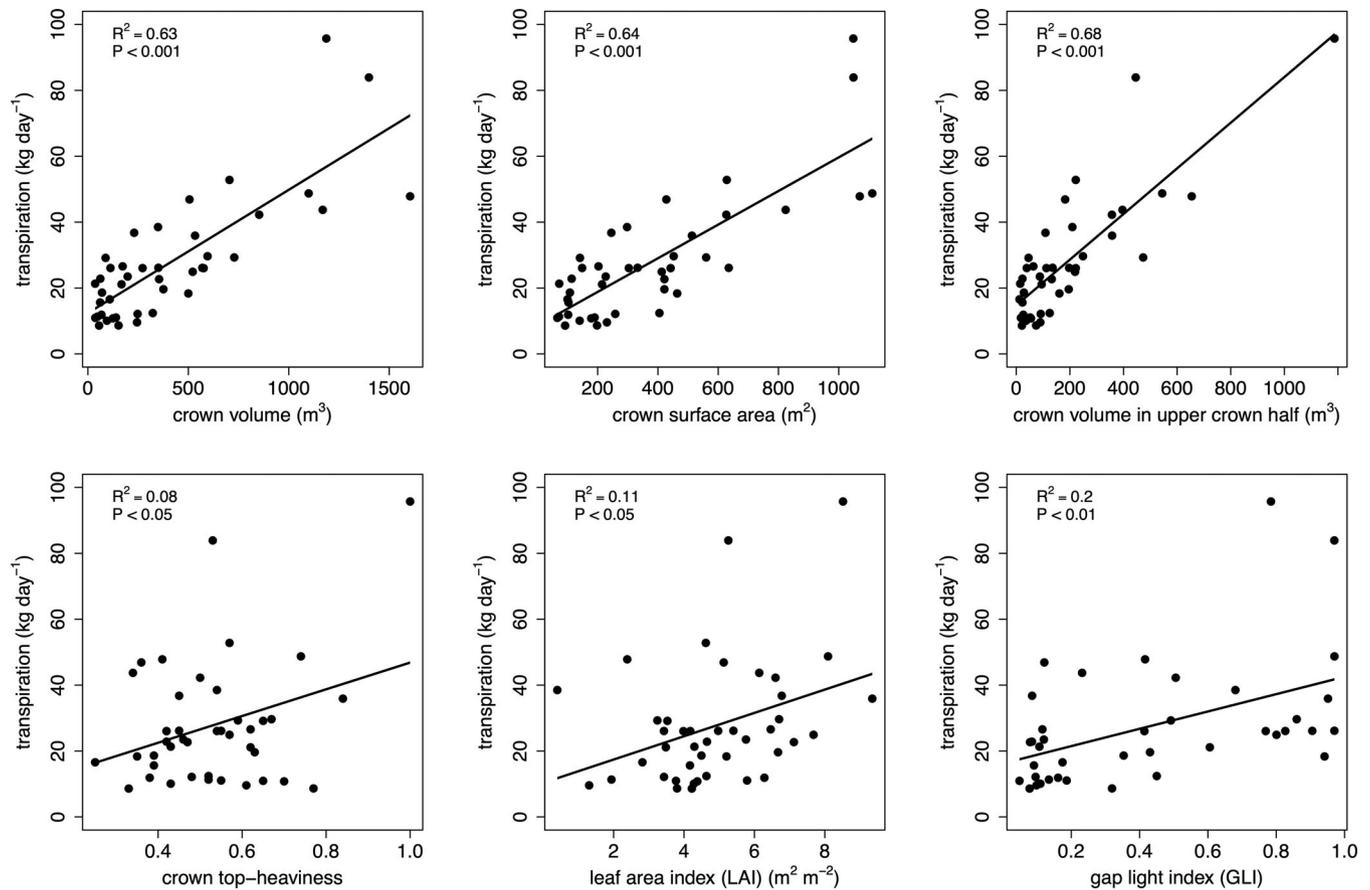 R² = 0.63
P < 0.001
transpiration (kg day⁻¹)
0 20 40 60 80 100
0 500 1000 1500
crown volume (m³)
R² = 0.64
P < 0.001
transpiration (kg day⁻¹)
0 20 40 60 80 100
200 400 600 800 1000
crown surface area (m²)
R² = 0.68
P < 0.001
transpiration (kg day⁻¹)
0 20 40 60 80 100
0 200 400 600 800 1000
crown volume in upper crown half (m³)
R² = 0.08
P < 0.05
transpiration (kg day⁻¹)
0 20 40 60 80 100
0.4 0.6 0.8 1.0
crown top−heaviness
R² = 0.11
P < 0.05
transpiration (kg day⁻¹)
0 20 40 60 80 100
2 4 6 8
leaf area index (LAI) (m² m⁻²)
R² = 0.2
P < 0.01
transpiration (kg day⁻¹)
0 20 40 60 80 100
0.2 0.4 0.6 0.8 1.0
gap light index (GLI)